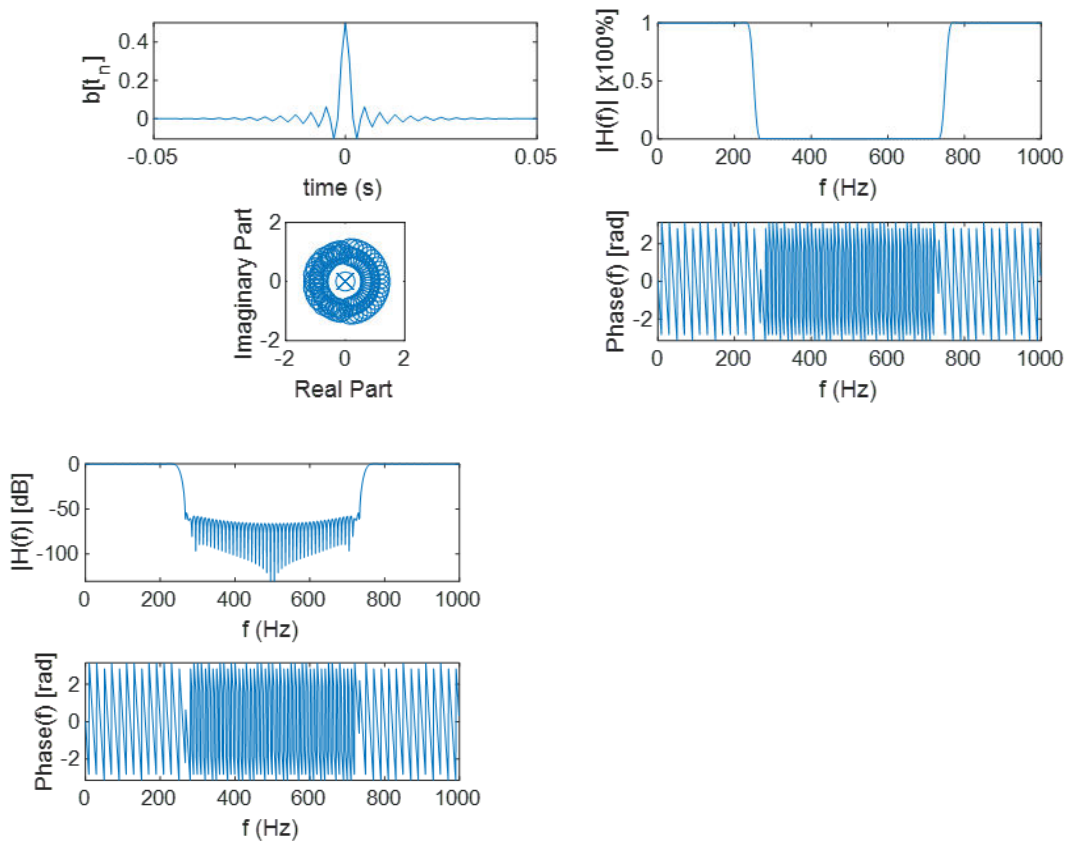 0.4
0.2
0
b[t_n]
-0.05 0 0.05
time (s)
1
0.5
0
|H(f)| [x100%]
0 200 400 600 800 1000
f (Hz)
2
0
-2
Imaginary Part
-2 0 2
Real Part
2
0
-2
Phase(f) [rad]
0 200 400 600 800 1000
f (Hz)
0
-50
-100
|H(f)| [dB]
0 200 400 600 800 1000
f (Hz)
2
0
-2
Phase(f) [rad]
0 200 400 600 800 1000
f (Hz)